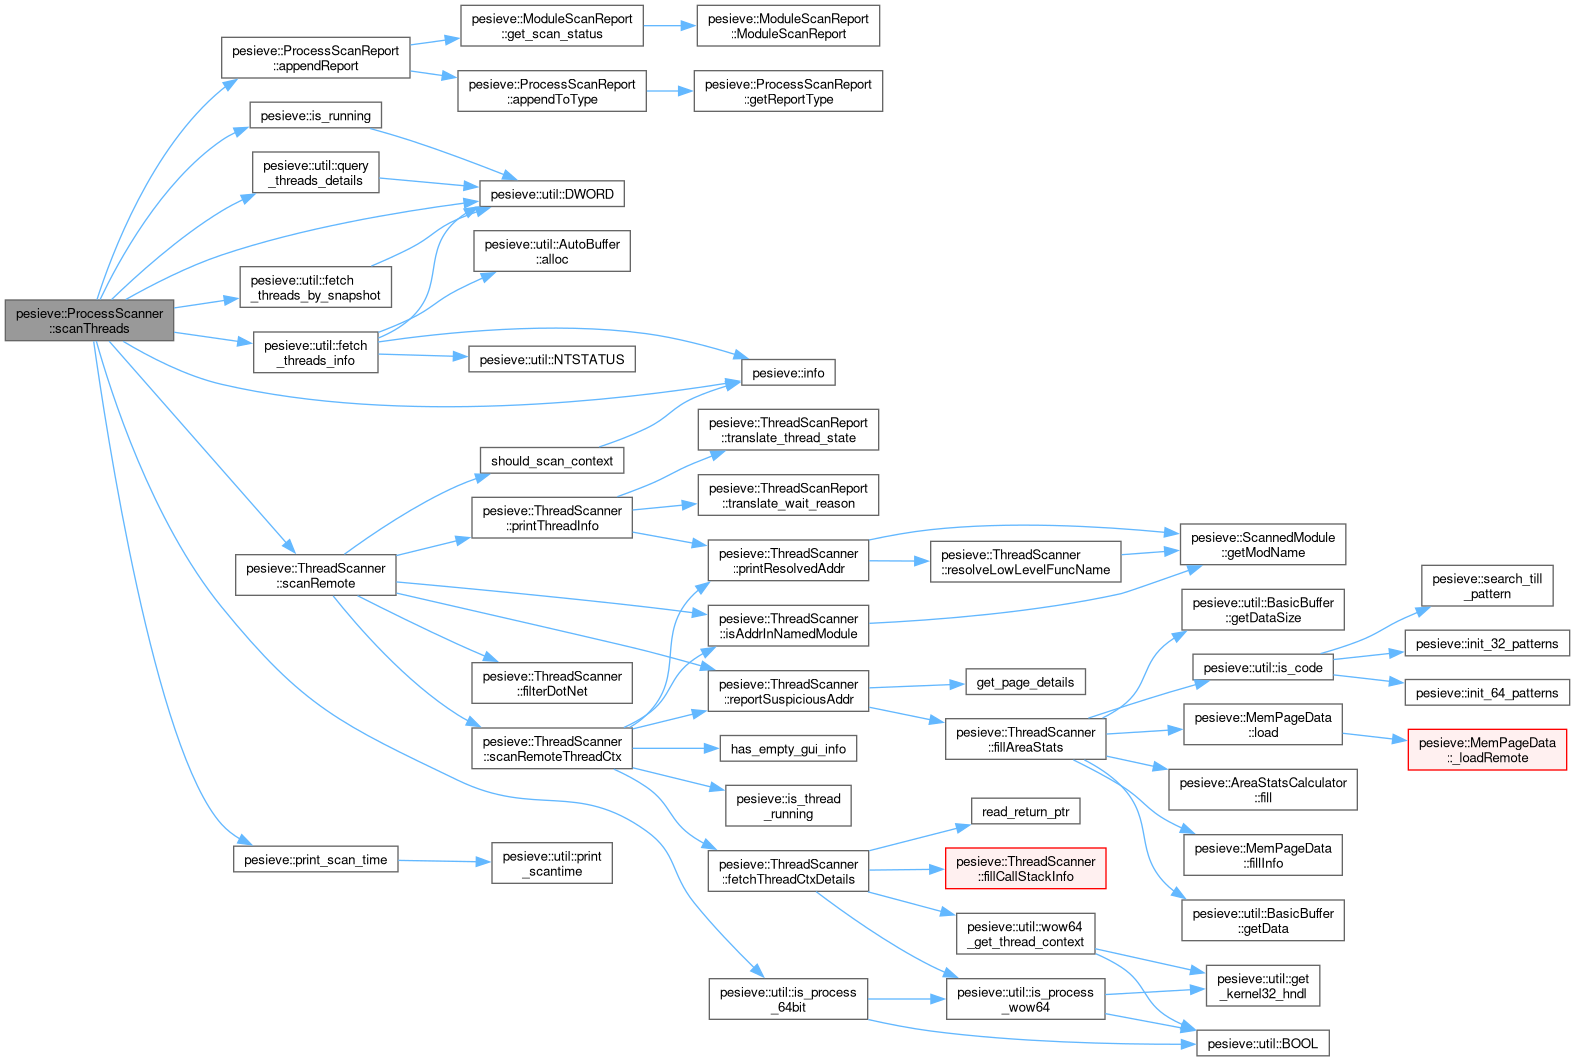 pesieve::ProcessScanner
::scanThreads
pesieve::ProcessScanReport
::appendReport
pesieve::is_running
pesieve::util::query
_threads_details
pesieve::util::fetch
_threads_by_snapshot
pesieve::util::fetch
_threads_info
pesieve::ThreadScanner
::scanRemote
pesieve::print_scan_time
pesieve::ModuleScanReport
::get_scan_status
pesieve::ProcessScanReport
::appendToType
pesieve::util::DWORD
pesieve::util::AutoBuffer
::alloc
pesieve::util::NTSTATUS
should_scan_context
pesieve::ThreadScanner
::printThreadInfo
pesieve::ThreadScanner
::filterDotNet
pesieve::ThreadScanner
::scanRemoteThreadCtx
pesieve::util::print
_scantime
pesieve::ModuleScanReport
::ModuleScanReport
pesieve::ProcessScanReport
::getReportType
pesieve::info
pesieve::ThreadScanReport
::translate_thread_state
pesieve::ThreadScanReport
::translate_wait_reason
pesieve::ThreadScanner
::printResolvedAddr
pesieve::ThreadScanner
::isAddrInNamedModule
pesieve::ThreadScanner
::reportSuspiciousAddr
has_empty_gui_info
pesieve::is_thread
_running
pesieve::ThreadScanner
::fetchThreadCtxDetails
pesieve::util::is_process
_64bit
pesieve::ThreadScanner
::resolveLowLevelFuncName
get_page_details
pesieve::ThreadScanner
::fillAreaStats
read_return_ptr
pesieve::ThreadScanner
::fillCallStackInfo
pesieve::util::wow64
_get_thread_context
pesieve::util::is_process
_wow64
pesieve::ScannedModule
::getModName
pesieve::util::BasicBuffer
::getDataSize
pesieve::util::is_code
pesieve::MemPageData
::load
pesieve::AreaStatsCalculator
::fill
pesieve::MemPageData
::fillInfo
pesieve::util::BasicBuffer
::getData
pesieve::util::get
_kernel32_hndl
pesieve::util::BOOL
pesieve::search_till
_pattern
pesieve::init_32_patterns
pesieve::init_64_patterns
pesieve::MemPageData
::_loadRemote